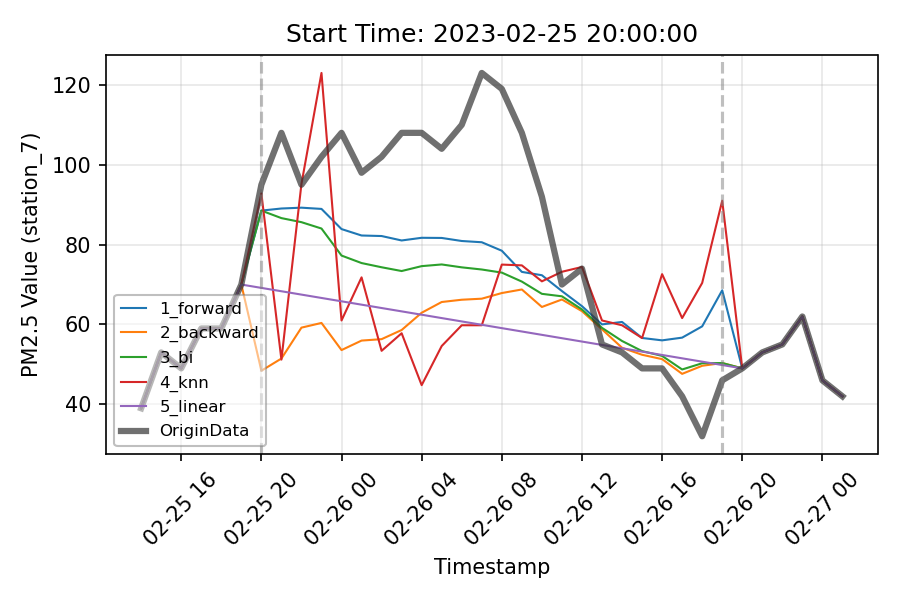 Start Time: 2023-02-25 20:00:00
PM2.5 Value (station_7)
120
100
80
60
40
1_forward
2_backward
3_bi
4_knn
5_linear
OriginData
02-25 16
02-25 20
02-26 00
02-26 04
02-26 08
02-26 12
02-26 16
02-26 20
02-27 00
Timestamp